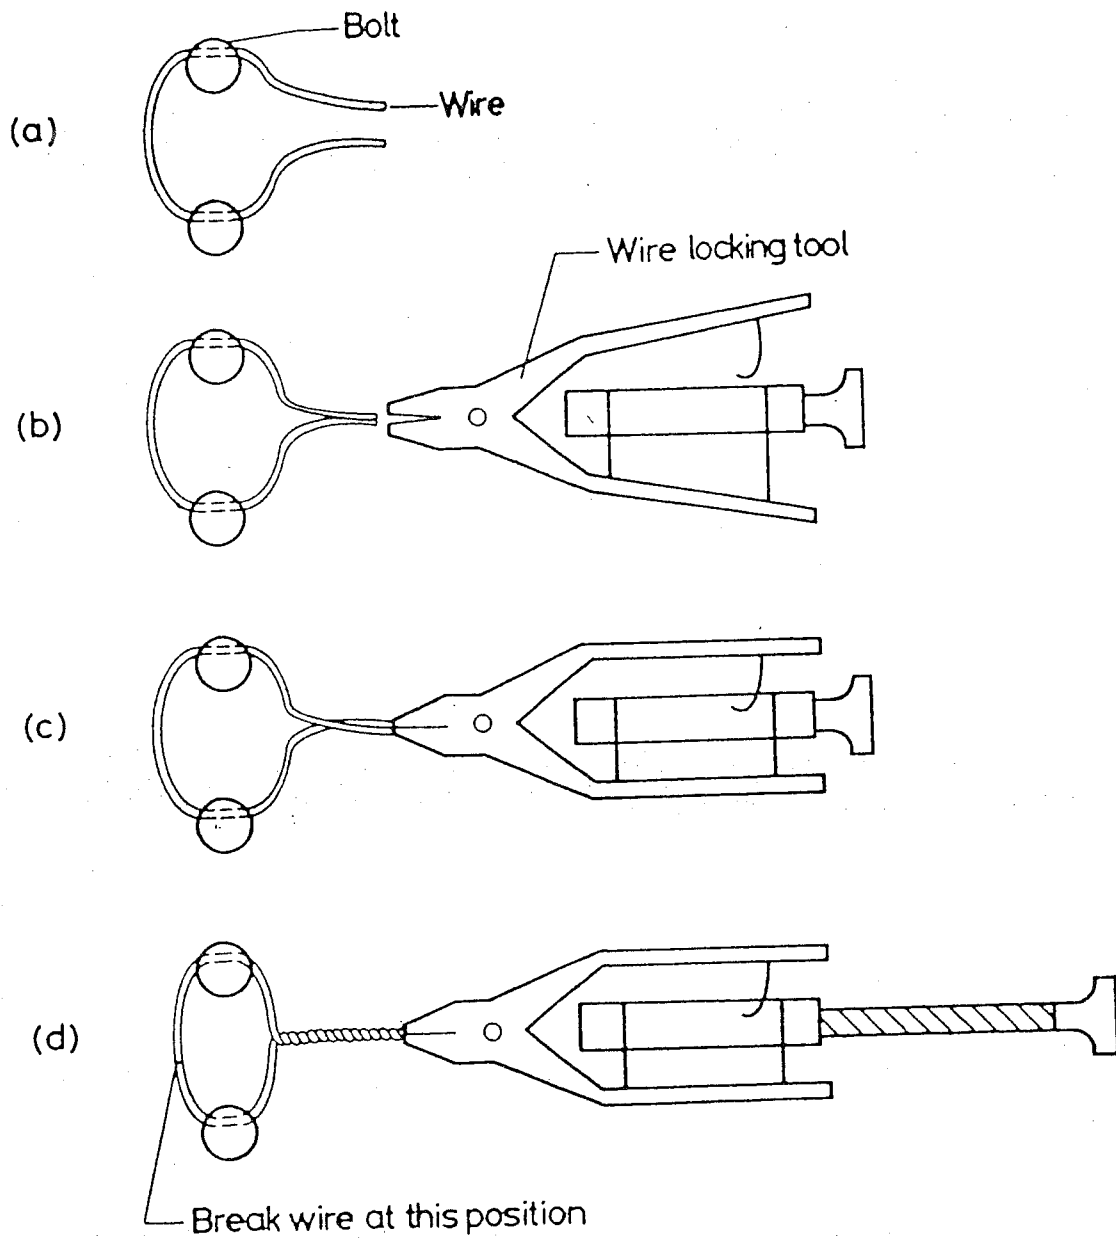 Bolt
Wire
(a)
Wire locking tool
(b)
(c)
(d)
Break wire at this position